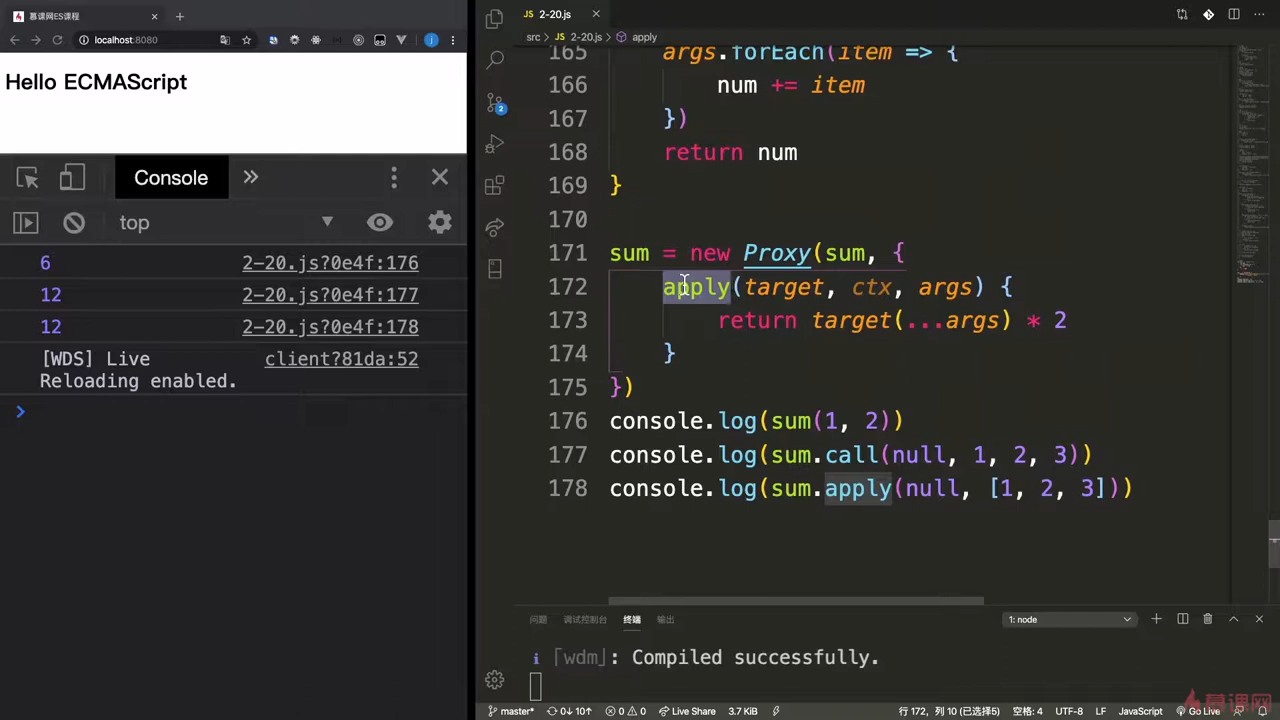 慕课网ES课程
localhost:8080
Hello ECMAScript
Console
top
6 2-20.js?0e4f:176
12 2-20.js?0e4f:177
12 2-20.js?0e4f:178
[WDS] Live client?81da:52
Reloading enabled.
JS 2-20.js
src > JS 2-20.js > apply
165 args.forEach(item => {
166 num += item
167 })
168 return num
169 }
170
171 sum = new Proxy(sum, {
172 apply(target, ctx, args) {
173 return target(...args) * 2
174 }
175 })
176 console.log(sum(1, 2))
177 console.log(sum.call(null, 1, 2, 3))
178 console.log(sum.apply(null, [1, 2, 3]))
2
问题 调试控制台 终端 输出
1: node
i ｢wdm｣: Compiled successfully.
慕课网
master* 0↓ 10↑ 0 0 Live Share 3.7 KiB 行 172, 列 10 (已选择5) 空格: 4 UTF-8 LF JavaScript Go Live